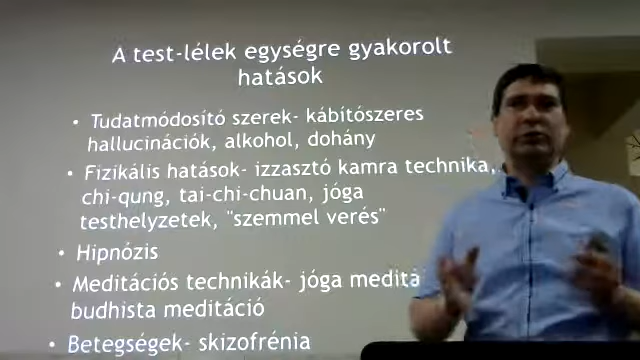 A test-lélek egységre gyakorolt
hatások
• Tudatmódosító szerek- kábítószeres
hallucinációk, alkohol, dohány
• Fizikális hatások- izzasztó kamra technika,
chi-qung, tai-chi-chuan, jóga
testhelyzetek, "szemmel verés"
• Hipnózis
• Meditációs technikák- jóga medita
budhista meditáció
• Betegségek- skizofrénia